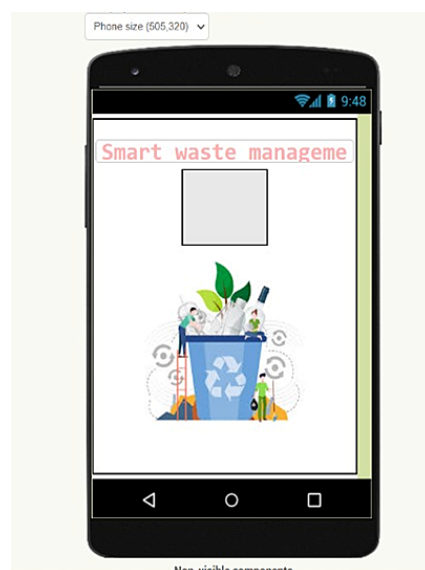 Phone size (505,320)
9:48
Smart waste manageme
Non-visible components